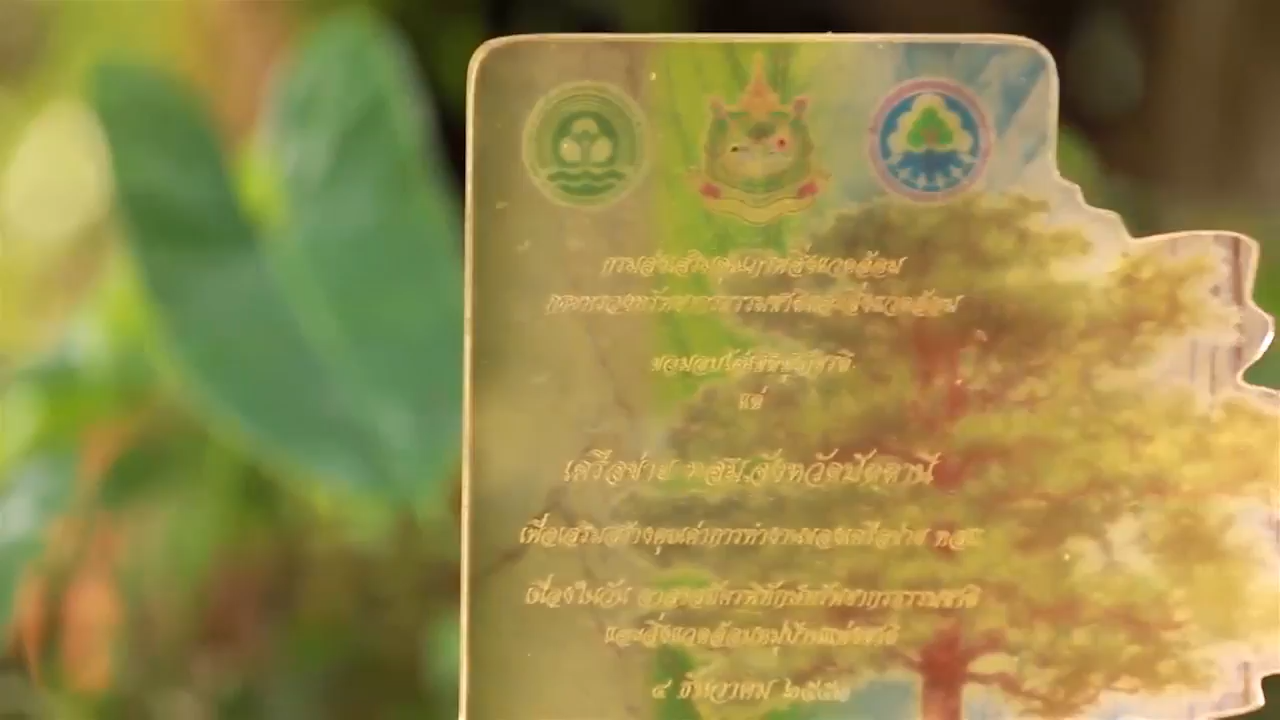 กรมส่งเสริมคุณภาพสิ่งแวดล้อม
กระทรวงทรัพยากรธรรมชาติและสิ่งแวดล้อม
ขอมอบโล่เกียรติ
แด่
เครือข่าย ทสม.จังหวัดปัตตานี
เพื่อเสริมสร้างคุณค่าการทำงานของเครือข่าย ทสม.
เนื่องในวัน อาสาสมัครพิทักษ์ทรัพยากรธรรมชาติ
และสิ่งแวดล้อมหมู่บ้านแห่งชาติ
๔ ธันวาคม